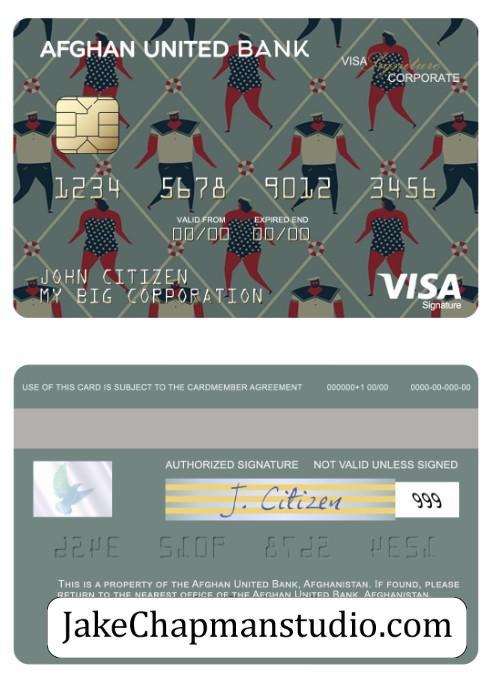 AFGHAN UNITED BANK
VISA Signature
CORPORATE
1234 5678 9012 3456
VALID FROM EXPIRED END
00/00 00/00
JOHN CITIZEN
MY BIG CORPORATION
VISA
Signature
USE OF THIS CARD IS SUBJECT TO THE CARDMEMBER AGREEMENT 000000+1 00/00 0000-00-000-00
AUTHORIZED SIGNATURE NOT VALID UNLESS SIGNED
J. Citizen 999
THIS IS A PROPERTY OF THE AFGHAN UNITED BANK, AFGHANISTAN. IF FOUND, PLEASE
RETURN TO THE NEAREST OFFICE OF THE AFGHAN UNITED BANK, AFGHANISTAN.
JakeChapmanstudio.com